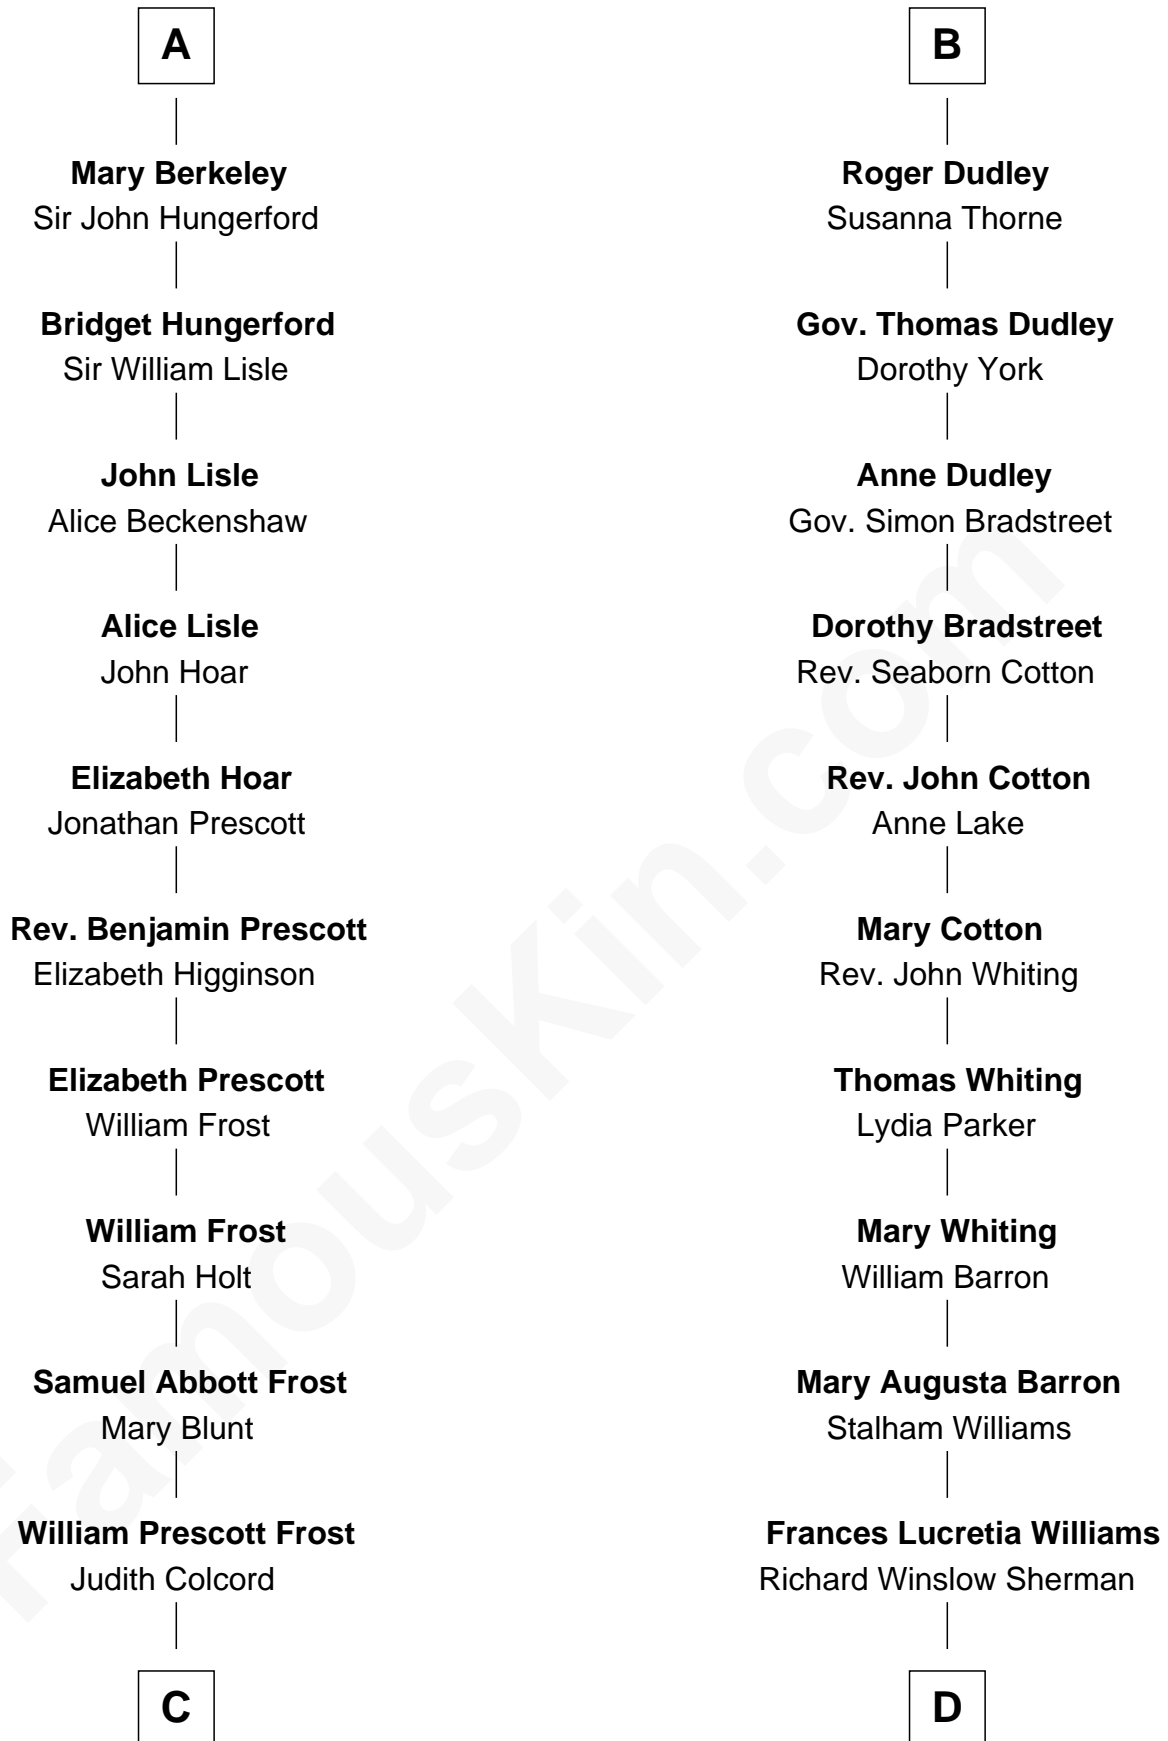 A
Mary Berkeley
Sir John Hungerford
Bridget Hungerford
Sir William Lisle
John Lisle
Alice Beckenshaw
Alice Lisle
John Hoar
Elizabeth Hoar
Jonathan Prescott
Rev. Benjamin Prescott
Elizabeth Higginson
Elizabeth Prescott
William Frost
William Frost
Sarah Holt
Samuel Abbott Frost
Mary Blunt
William Prescott Frost
Judith Colcord
C
B
Roger Dudley
Susanna Thorne
Gov. Thomas Dudley
Dorothy York
Anne Dudley
Gov. Simon Bradstreet
Dorothy Bradstreet
Rev. Seaborn Cotton
Rev. John Cotton
Anne Lake
Mary Cotton
Rev. John Whiting
Thomas Whiting
Lydia Parker
Mary Whiting
William Barron
Mary Augusta Barron
Stalham Williams
Frances Lucretia Williams
Richard Winslow Sherman
D
FamousKin.com